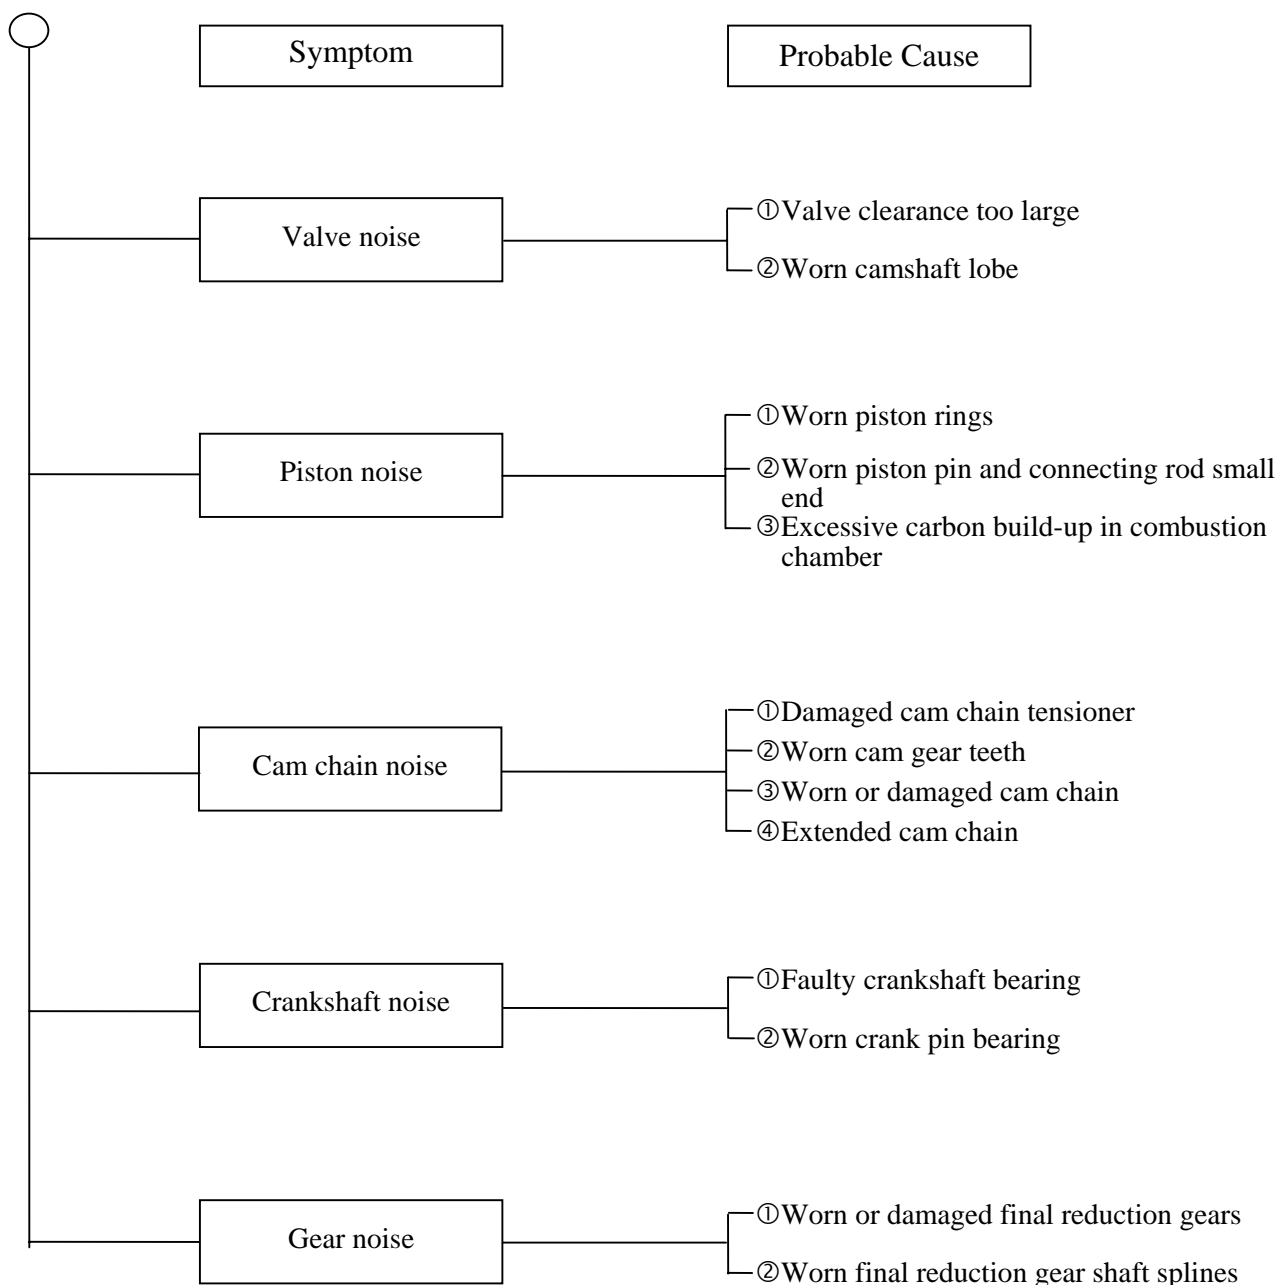 Symptom
Probable Cause
Valve noise
①Valve clearance too large
②Worn camshaft lobe
Piston noise
①Worn piston rings
②Worn piston pin and connecting rod small
end
③Excessive carbon build-up in combustion
chamber
Cam chain noise
①Damaged cam chain tensioner
②Worn cam gear teeth
③Worn or damaged cam chain
④Extended cam chain
Crankshaft noise
①Faulty crankshaft bearing
②Worn crank pin bearing
Gear noise
①Worn or damaged final reduction gears
②Worn final reduction gear shaft splines